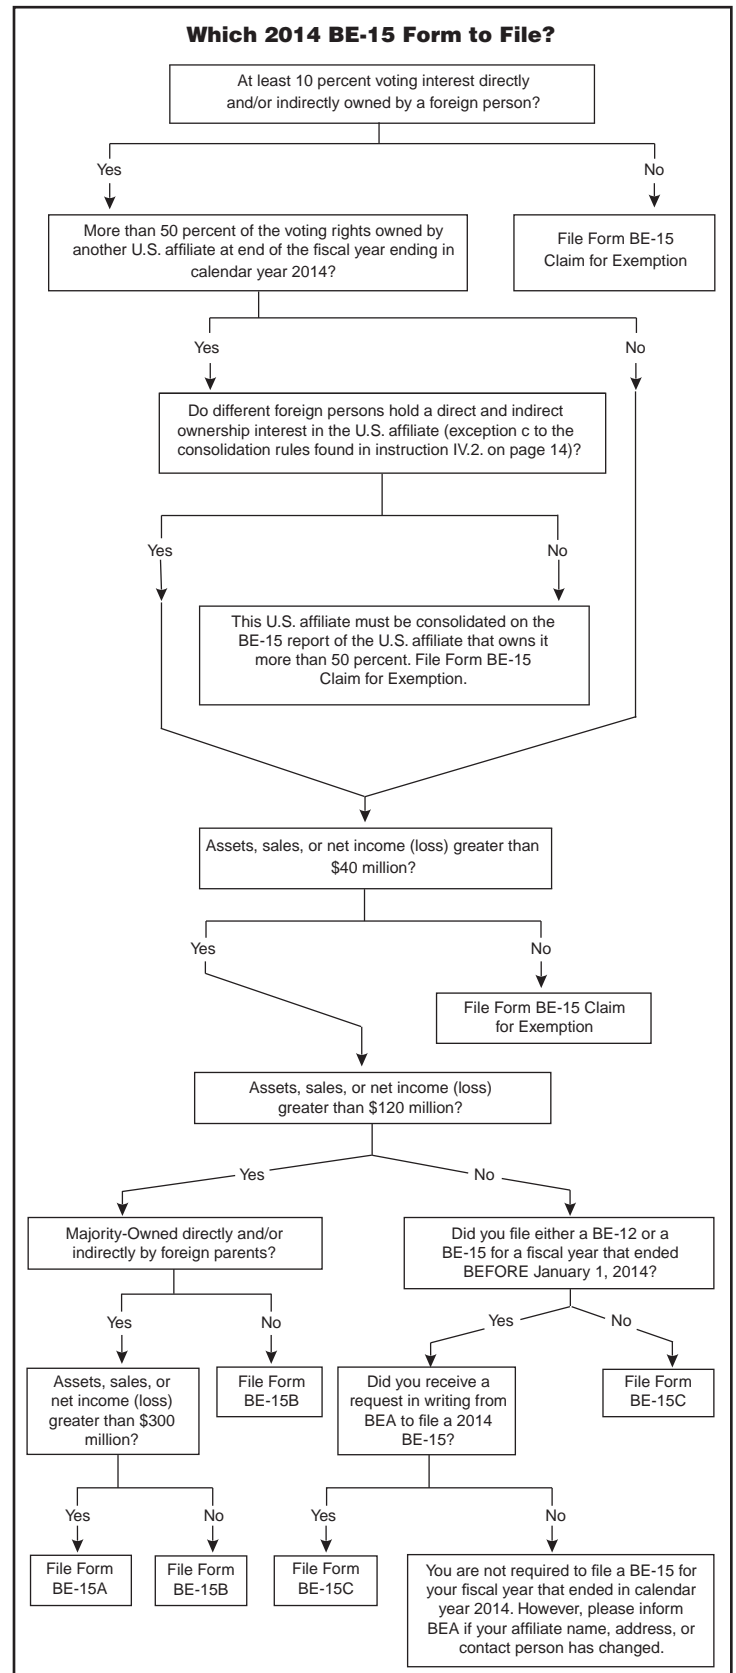 Which 2014 BE-15 Form to File?
At least 10 percent voting interest directly
and/or indirectly owned by a foreign person?
Yes
No
More than 50 percent of the voting rights owned by
another U.S. affiliate at end of the fiscal year ending in
calendar year 2014?
File Form BE-15
Claim for Exemption
Yes
No
Do different foreign persons hold a direct and indirect
ownership interest in the U.S. affiliate (exception c to the
consolidation rules found in instruction IV.2. on page 14)?
Yes
No
This U.S. affiliate must be consolidated on the
BE-15 report of the U.S. affiliate that owns it
more than 50 percent. File Form BE-15
Claim for Exemption.
Assets, sales, or net income (loss) greater than
$40 million?
Yes
No
File Form BE-15 Claim
for Exemption
Assets, sales, or net income (loss)
greater than $120 million?
Yes
No
Majority-Owned directly and/or
indirectly by foreign parents?
Did you file either a BE-12 or a
BE-15 for a fiscal year that ended
BEFORE January 1, 2014?
Yes
No
Yes
No
Assets, sales, or
net income (loss)
greater than $300
million?
File Form
BE-15B
Did you receive a
request in writing from
BEA to file a 2014
BE-15?
File Form
BE-15C
Yes
No
Yes
No
File Form
BE-15A
File Form
BE-15B
File Form
BE-15C
You are not required to file a BE-15 for
your fiscal year that ended in calendar
year 2014. However, please inform
BEA if your affiliate name, address, or
contact person has changed.